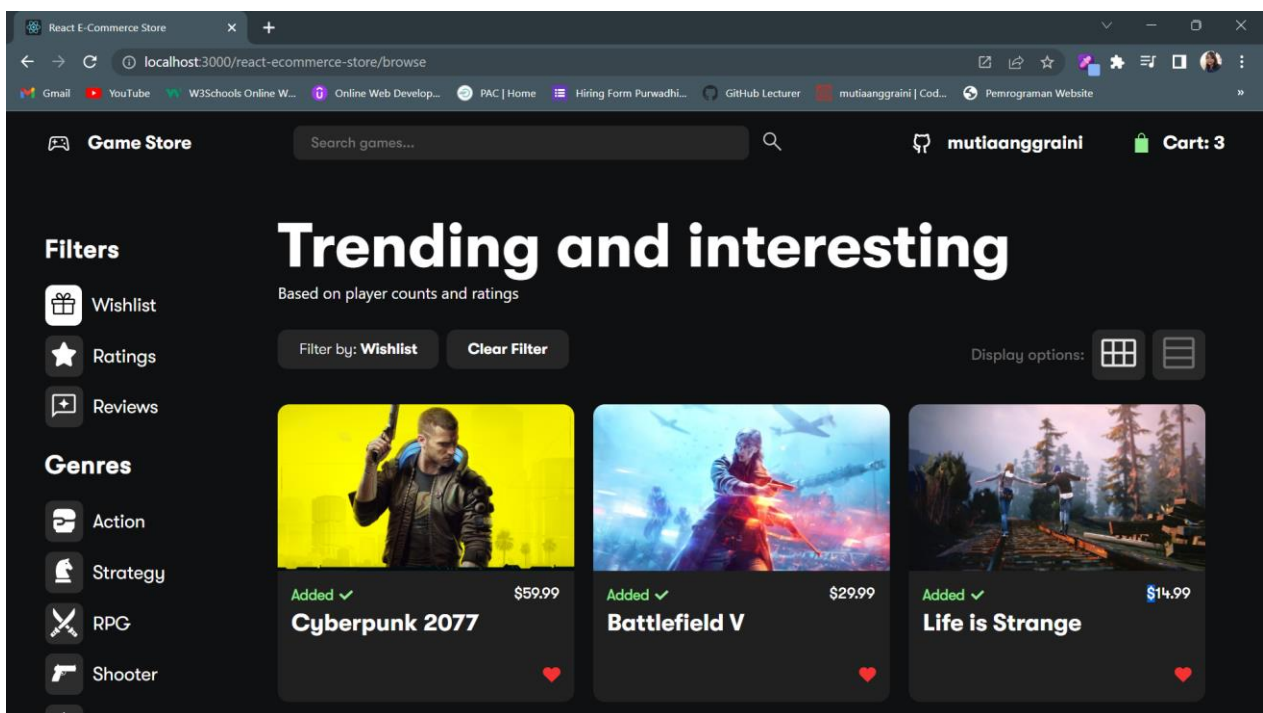 React E-Commerce Store
localhost:3000/react-ecommerce-store/browse
Gmail YouTube W3Schools Online W... Online Web Develop... PAC | Home Hiring Form Purwadhi... GitHub Lecturer mutiaanggraini | Cod... Pemrograman Website »
Game Store Search games... mutiaanggraini Cart: 3
Filters
Wishlist
Ratings
Reviews
Genres
Action
Strategy
RPG
Shooter
Trending and interesting
Based on player counts and ratings
Filter by: Wishlist Clear Filter Display options:
Added $59.99
Cyberpunk 2077
Added $29.99
Battlefield V
Added $14.99
Life is Strange